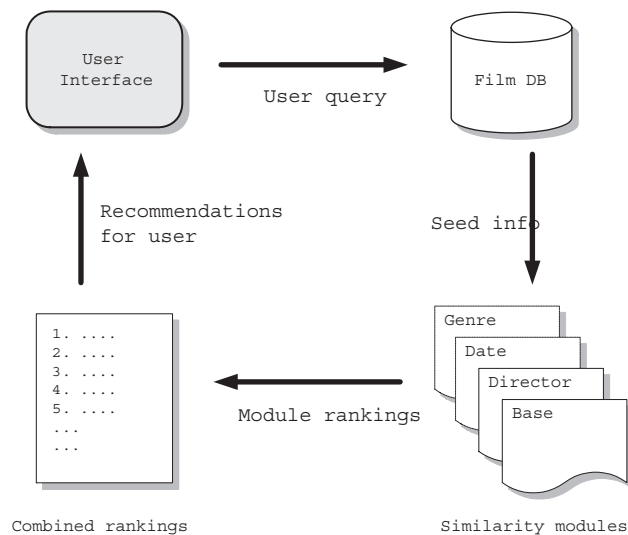 User
Interface
User query
Film DB
Recommendations
for user
Seed info
1. ....
2. ....
3. ....
4. ....
5. ....
...
...
Module rankings
Genre
Date
Director
Base
Combined rankings
Similarity modules